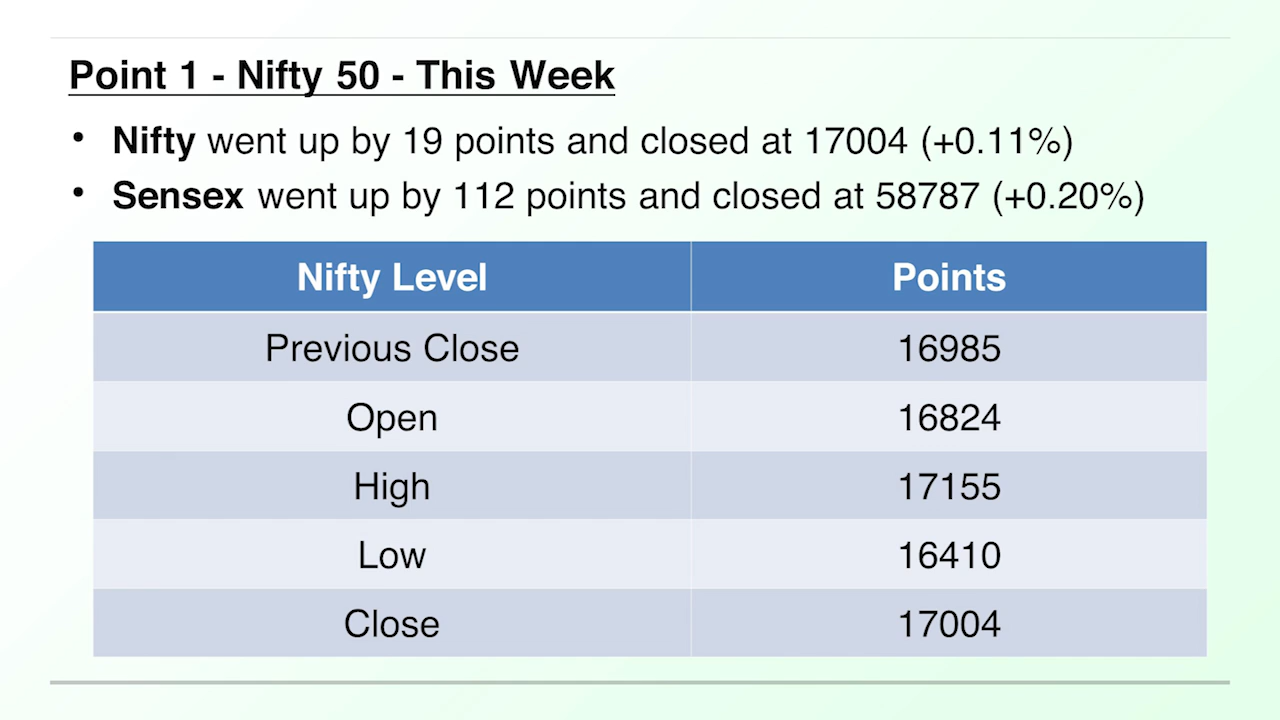 Point 1 - Nifty 50 - This Week
• Nifty went up by 19 points and closed at 17004 (+0.11%)
• Sensex went up by 112 points and closed at 58787 (+0.20%)
Nifty Level Points
Previous Close 16985
Open 16824
High 17155
Low 16410
Close 17004